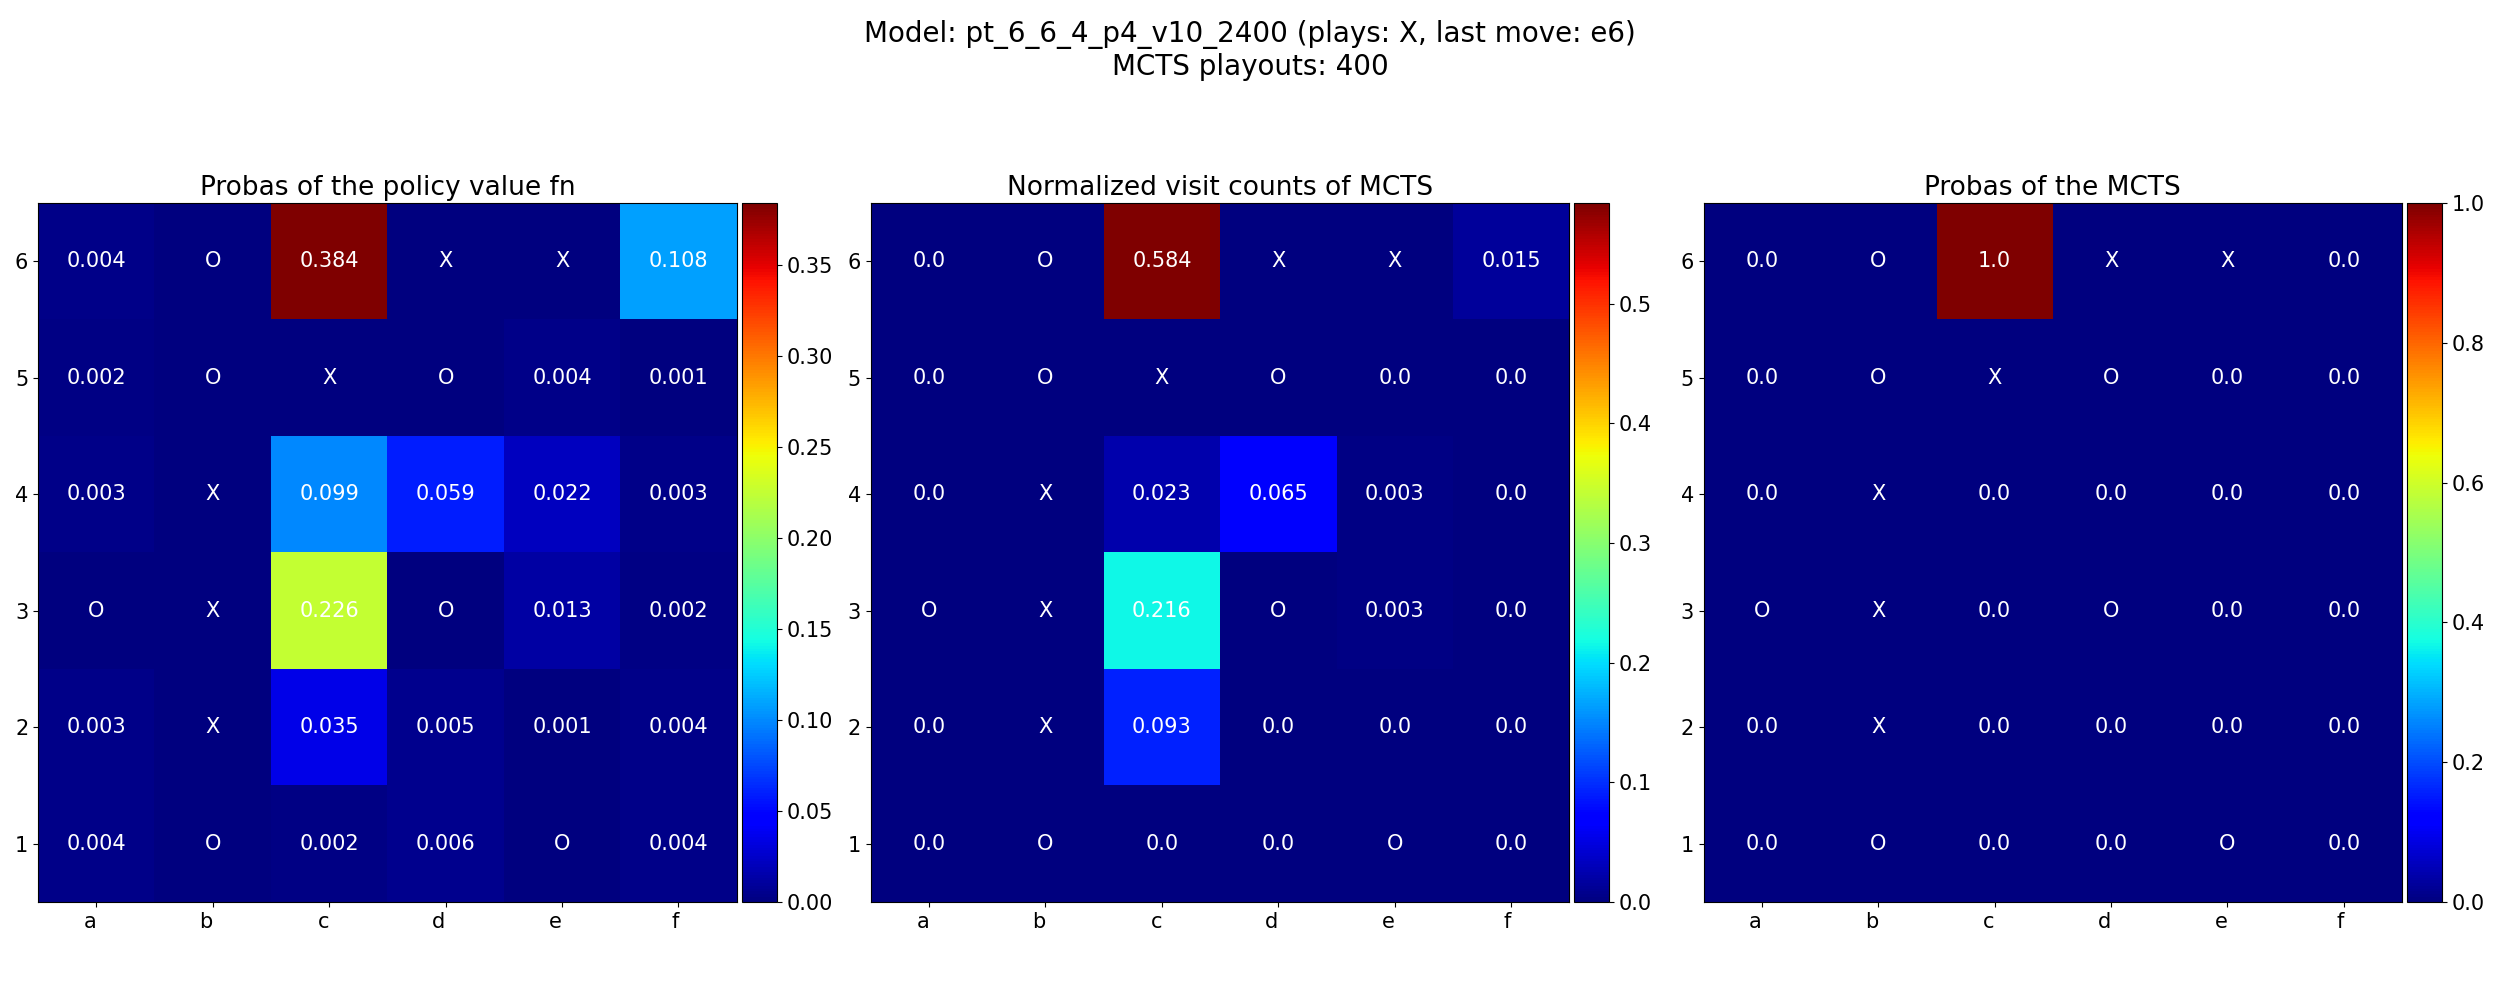 Model: pt_6_6_4_p4_v10_2400 (plays: X, last move: e6)
MCTS playouts: 400
Probas of the policy value fn
6 0.004 O 0.384 X X 0.108
5 0.002 O X O 0.004 0.001
4 0.003 X 0.099 0.059 0.022 0.003
3 O X 0.226 O 0.013 0.002
2 0.003 X 0.035 0.005 0.001 0.004
1 0.004 O 0.002 0.006 O 0.004
a b c d e f
0.35
0.30
0.25
0.20
0.15
0.10
0.05
0.00
Normalized visit counts of MCTS
6 0.0 O 0.584 X X 0.015
5 0.0 O X O 0.0 0.0
4 0.0 X 0.023 0.065 0.003 0.0
3 O X 0.216 O 0.003 0.0
2 0.0 X 0.093 0.0 0.0 0.0
1 0.0 O 0.0 0.0 O 0.0
a b c d e f
0.5
0.4
0.3
0.2
0.1
0.0
Probas of the MCTS
6 0.0 O 1.0 X X 0.0
5 0.0 O X O 0.0 0.0
4 0.0 X 0.0 0.0 0.0 0.0
3 O X 0.0 O 0.0 0.0
2 0.0 X 0.0 0.0 0.0 0.0
1 0.0 O 0.0 0.0 O 0.0
a b c d e f
1.0
0.8
0.6
0.4
0.2
0.0